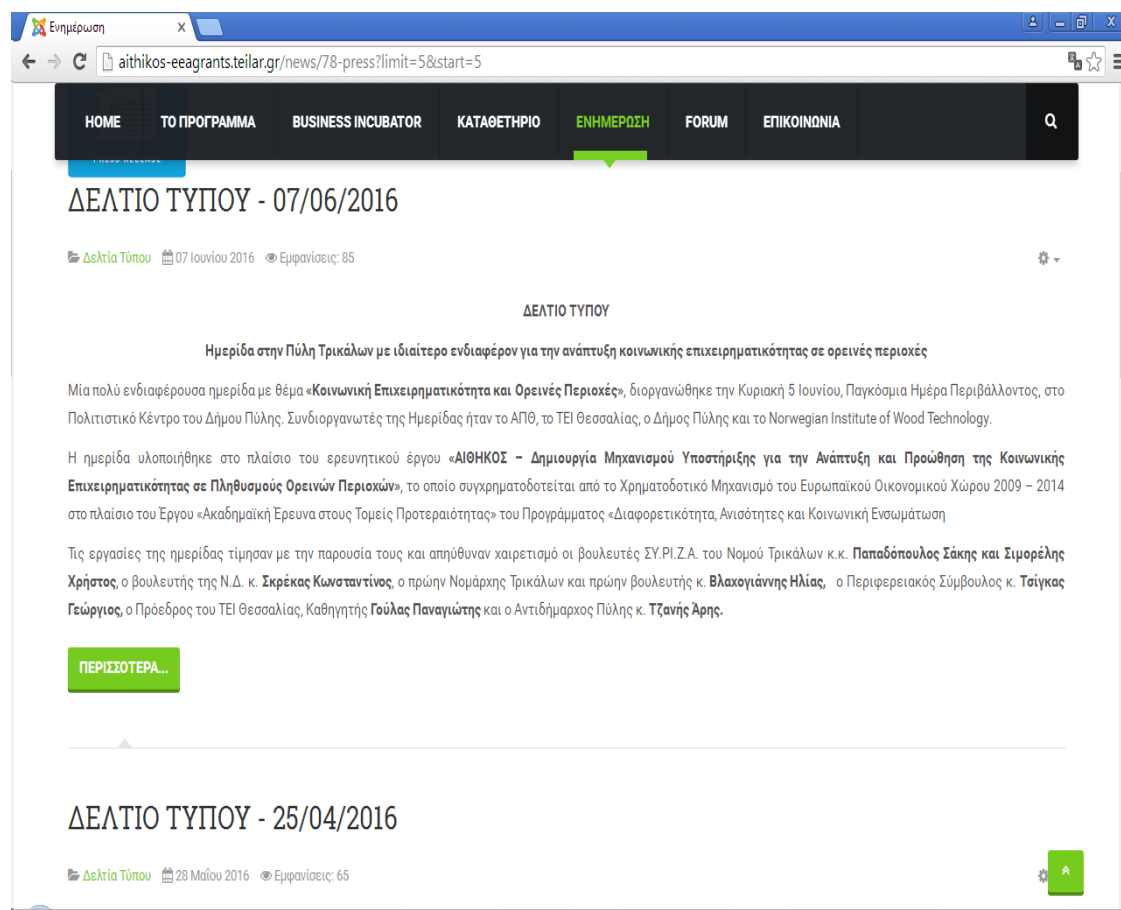 Ενημέρωση
aithikos-eeagrants.teilar.gr/news/78-press?limit=5&start=5
HOME ΤΟ ΠΡΟΓΡΑΜΜΑ BUSINESS INCUBATOR ΚΑΤΑΘΕΤΗΡΙΟ ΕΝΗΜΕΡΩΣΗ FORUM ΕΠΙΚΟΙΝΩΝΙΑ
PRESS RELEASE
ΔΕΛΤΙΟ ΤΥΠΟΥ - 07/06/2016
Δελτία Τύπου 07 Ιουνίου 2016 Εμφανίσεις: 85
ΔΕΛΤΙΟ ΤΥΠΟΥ
Ημερίδα στην Πύλη Τρικάλων με ιδιαίτερο ενδιαφέρον για την ανάπτυξη κοινωνικής επιχειρηματικότητας σε ορεινές περιοχές
Μία πολύ ενδιαφέρουσα ημερίδα με θέμα «Κοινωνική Επιχειρηματικότητα και Ορεινές Περιοχές», διοργανώθηκε την Κυριακή 5 Ιουνίου, Παγκόσμια Ημέρα Περιβάλλοντος, στο
Πολιτιστικό Κέντρο του Δήμου Πύλης. Συνδιοργανωτές της Ημερίδας ήταν το ΑΠΘ, το ΤΕΙ Θεσσαλίας, ο Δήμος Πύλης και το Norwegian Institute of Wood Technology.
Η ημερίδα υλοποιήθηκε στο πλαίσιο του ερευνητικού έργου «ΑΙΘΗΚΟΣ – Δημιουργία Μηχανισμού Υποστήριξης για την Ανάπτυξη και Προώθηση της Κοινωνικής
Επιχειρηματικότητας σε Πληθυσμούς Ορεινών Περιοχών», το οποίο συγχρηματοδοτείται από το Χρηματοδοτικό Μηχανισμό του Ευρωπαϊκού Οικονομικού Χώρου 2009 – 2014
στο πλαίσιο του Έργου «Ακαδημαϊκή Έρευνα στους Τομείς Προτεραιότητας» του Προγράμματος «Διαφορετικότητα, Ανισότητες και Κοινωνική Ενσωμάτωση
Τις εργασίες της ημερίδας τίμησαν με την παρουσία τους και απηύθυναν χαιρετισμό οι βουλευτές ΣΥ.ΡΙ.Ζ.Α. του Νομού Τρικάλων κ.κ. Παπαδόπουλος Σάκης και Σιμορέλης
Χρήστος, ο βουλευτής της Ν.Δ. κ. Σκρέκας Κωνσταντίνος, ο πρώην Νομάρχης Τρικάλων και πρώην βουλευτής κ. Βλαχογιάννης Ηλίας, ο Περιφερειακός Σύμβουλος κ. Τσίγκας
Γεώργιος, ο Πρόεδρος του ΤΕΙ Θεσσαλίας, Καθηγητής Γούλας Παναγιώτης και ο Αντιδήμαρχος Πύλης κ. Τζανής Άρης.
ΠΕΡΙΣΣΟΤΕΡΑ...
ΔΕΛΤΙΟ ΤΥΠΟΥ - 25/04/2016
Δελτία Τύπου 28 Μαΐου 2016 Εμφανίσεις: 65